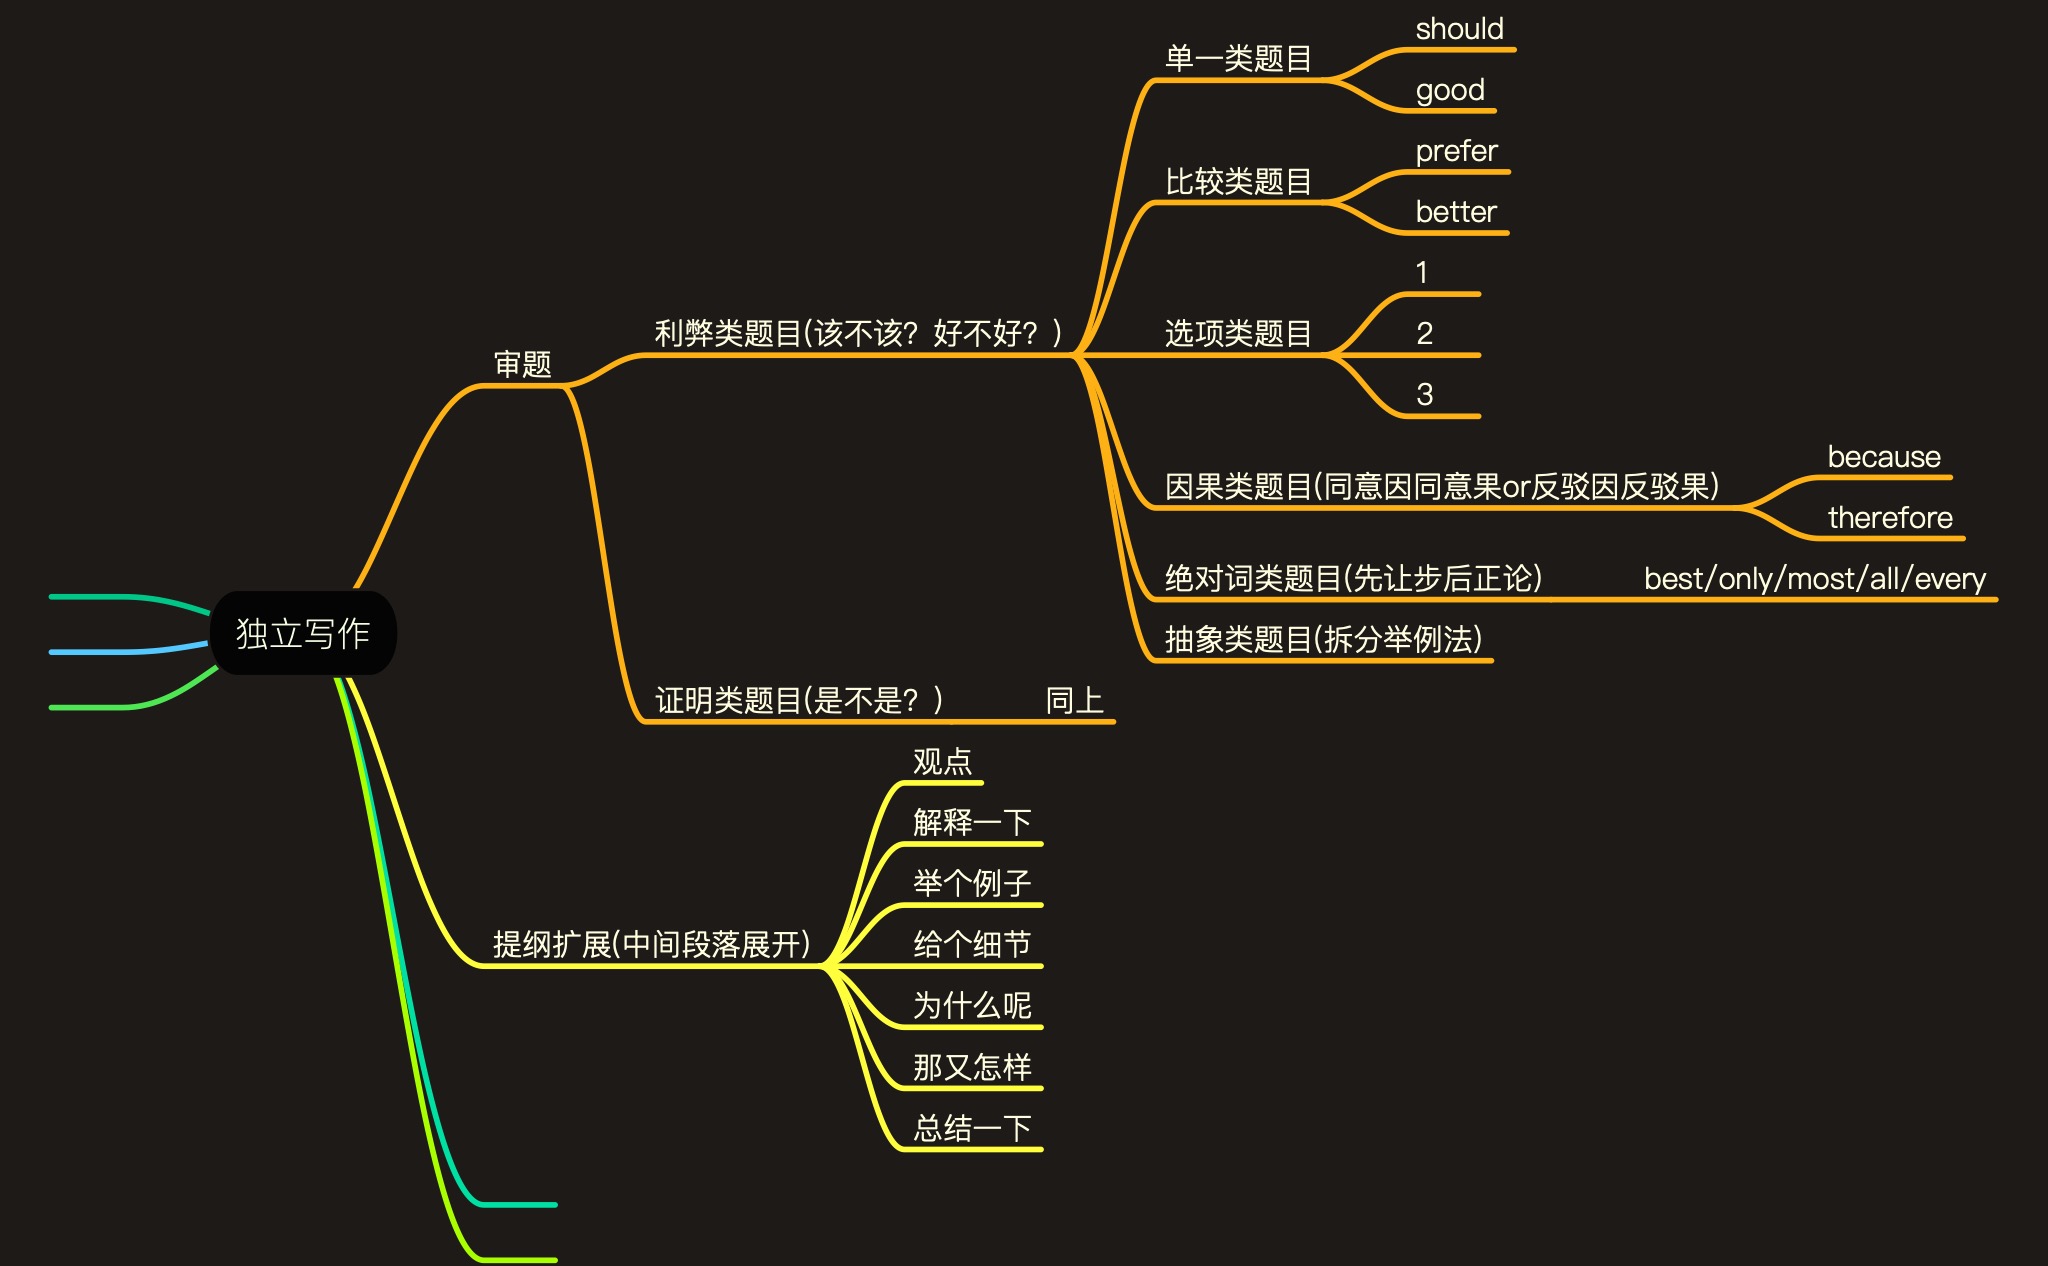 独立写作
审题
利弊类题目(该不该？好不好？)
单一类题目
should
good
比较类题目
prefer
better
选项类题目
1
2
3
因果类题目(同意因同意果or反驳因反驳果)
because
therefore
绝对词类题目(先让步后正论)
best/only/most/all/every
抽象类题目(拆分举例法)
证明类题目(是不是？)
同上
提纲扩展(中间段落展开)
观点
解释一下
举个例子
给个细节
为什么呢
那又怎样
总结一下